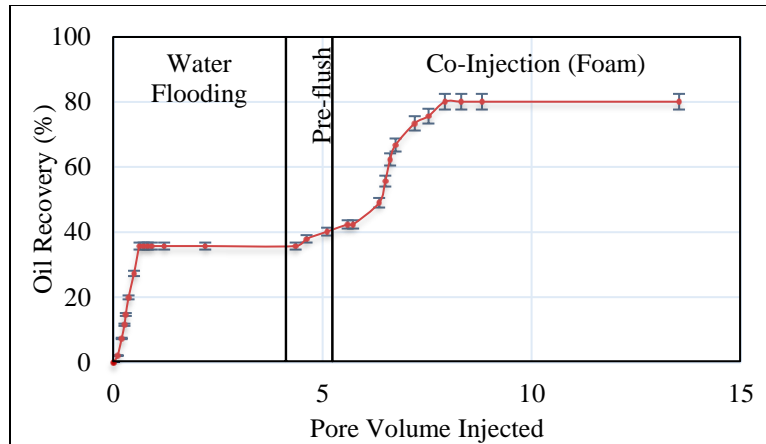 100
80
60
40
20
0
Oil Recovery (%)
Water
Flooding
Pre-flush
Co-Injection (Foam)
0
5
10
15
Pore Volume Injected